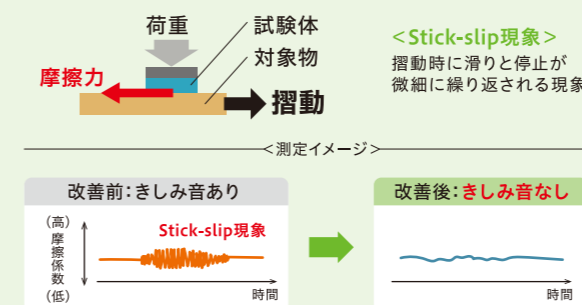 荷重
試験体
対象物
摩擦力
摺動
＜Stick-slip現象＞
摺動時に滑りと停止が
微細に繰り返される現象
＜測定イメージ＞
改善前：きしみ音あり
（高）
摩擦係数
（低）
Stick-slip現象
時間
改善後：きしみ音なし
時間